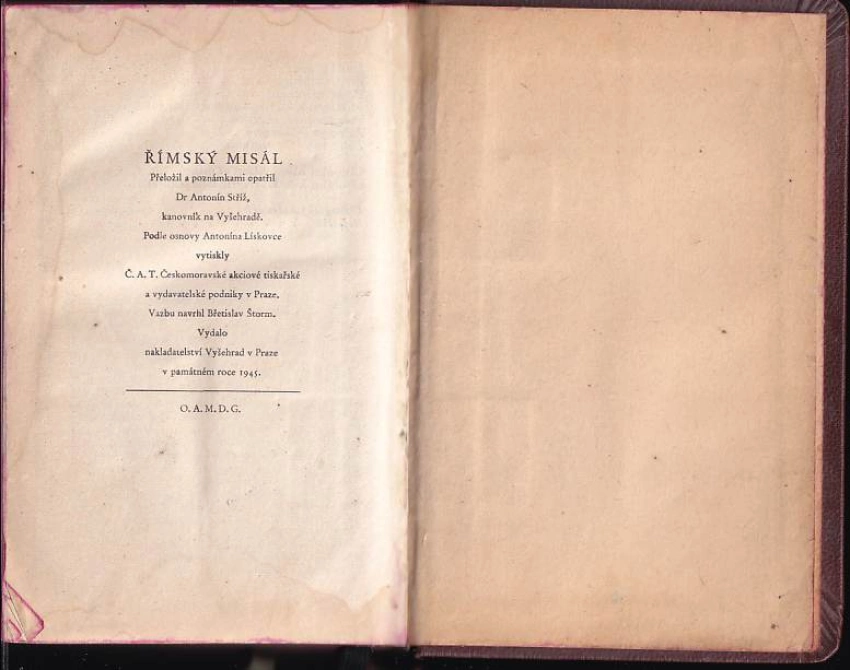 ŘÍMSKÝ MISÁL
Přeložil a poznámkami opatřil
Dr Antonín Stříž,
kanovník na Vyšehradě.
Podle osnovy Antonína Lískovce
vytiskly
Č. A. T. Českomoravské akciové tiskařské
a vydavatelské podniky v Praze.
Vazbu navrhl Břetislav Štorm.
Vydalo
nakladatelství Vyšehrad v Praze
v památném roce 1945.
O. A. M. D. G.